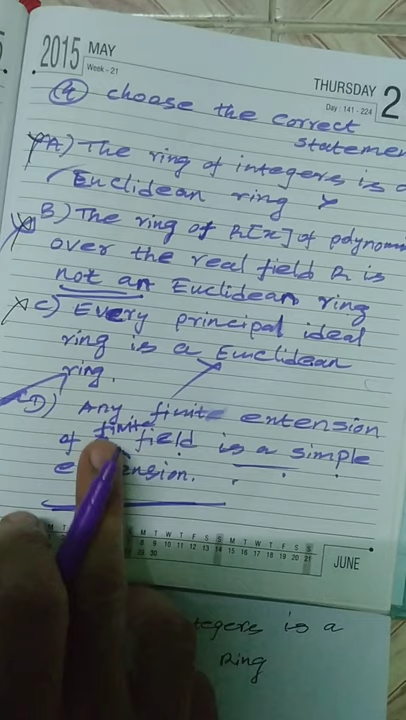 2015 MAY
Week - 21
THURSDAY 2
Day : 141 - 224
④ choose the correct
statemen
A) The ring of integers is a
Euclidean ring
B) The ring of R[x] of polynom
over the real field R is
not an Euclidean ring
C) Every principal ideal
ring is a Euclidean
ring.
D) Any finite extension
of finite field is a simple
extension.
JUNE
tegers is a
Ring